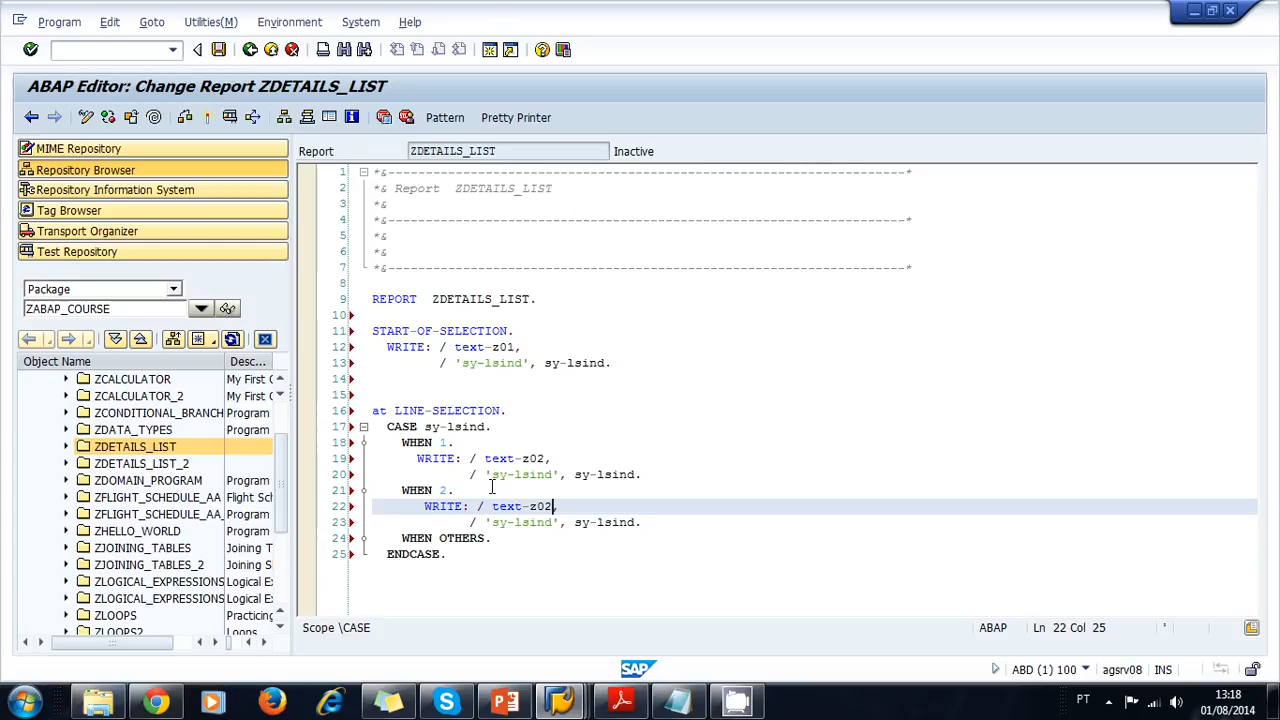 Program Edit Goto Utilities(M) Environment System Help
ABAP Editor: Change Report ZDETAILS_LIST
Pattern Pretty Printer
MIME Repository
Repository Browser
Repository Information System
Tag Browser
Transport Organizer
Test Repository
Package
ZABAP_COURSE
Object Name Desc...
ZCALCULATOR My First C
ZCALCULATOR_2 My First C
ZCONDITIONAL_BRANCH Program
ZDATA_TYPES Program
ZDETAILS_LIST
ZDETAILS_LIST_2
ZDOMAIN_PROGRAM Program
ZFLIGHT_SCHEDULE_AA Flight Sch
ZFLIGHT_SCHEDULE_AA Program
ZHELLO_WORLD Program
ZJOINING_TABLES Joining T
ZJOINING_TABLES_2 Joining T
ZLOGICAL_EXPRESSIONS Logical Ex
ZLOGICAL_EXPRESSIONS Logical Ex
ZLOOPS Practicing
ZLOOPS2 Loops
Report ZDETAILS_LIST Inactive
1 *&---------------------------------------------------------------------*
2 *& Report  ZDETAILS_LIST
3 *&
4 *&---------------------------------------------------------------------*
5 *&
6 *&
7 *&---------------------------------------------------------------------*
8
9 REPORT  ZDETAILS_LIST.
10
11 START-OF-SELECTION.
12 WRITE: / text-z01,
13 / 'sy-lsind', sy-lsind.
14
15
16 at LINE-SELECTION.
17 CASE sy-lsind.
18 WHEN 1.
19 WRITE: / text-z02,
20 / 'sy-lsind', sy-lsind.
21 WHEN 2.
22 WRITE: / text-z02,
23 / 'sy-lsind', sy-lsind.
24 WHEN OTHERS.
25 ENDCASE.
Scope \CASE ABAP Ln 22 Col 25
SAP ABD (1) 100 agsrv08 INS
PT 13:18
01/08/2014